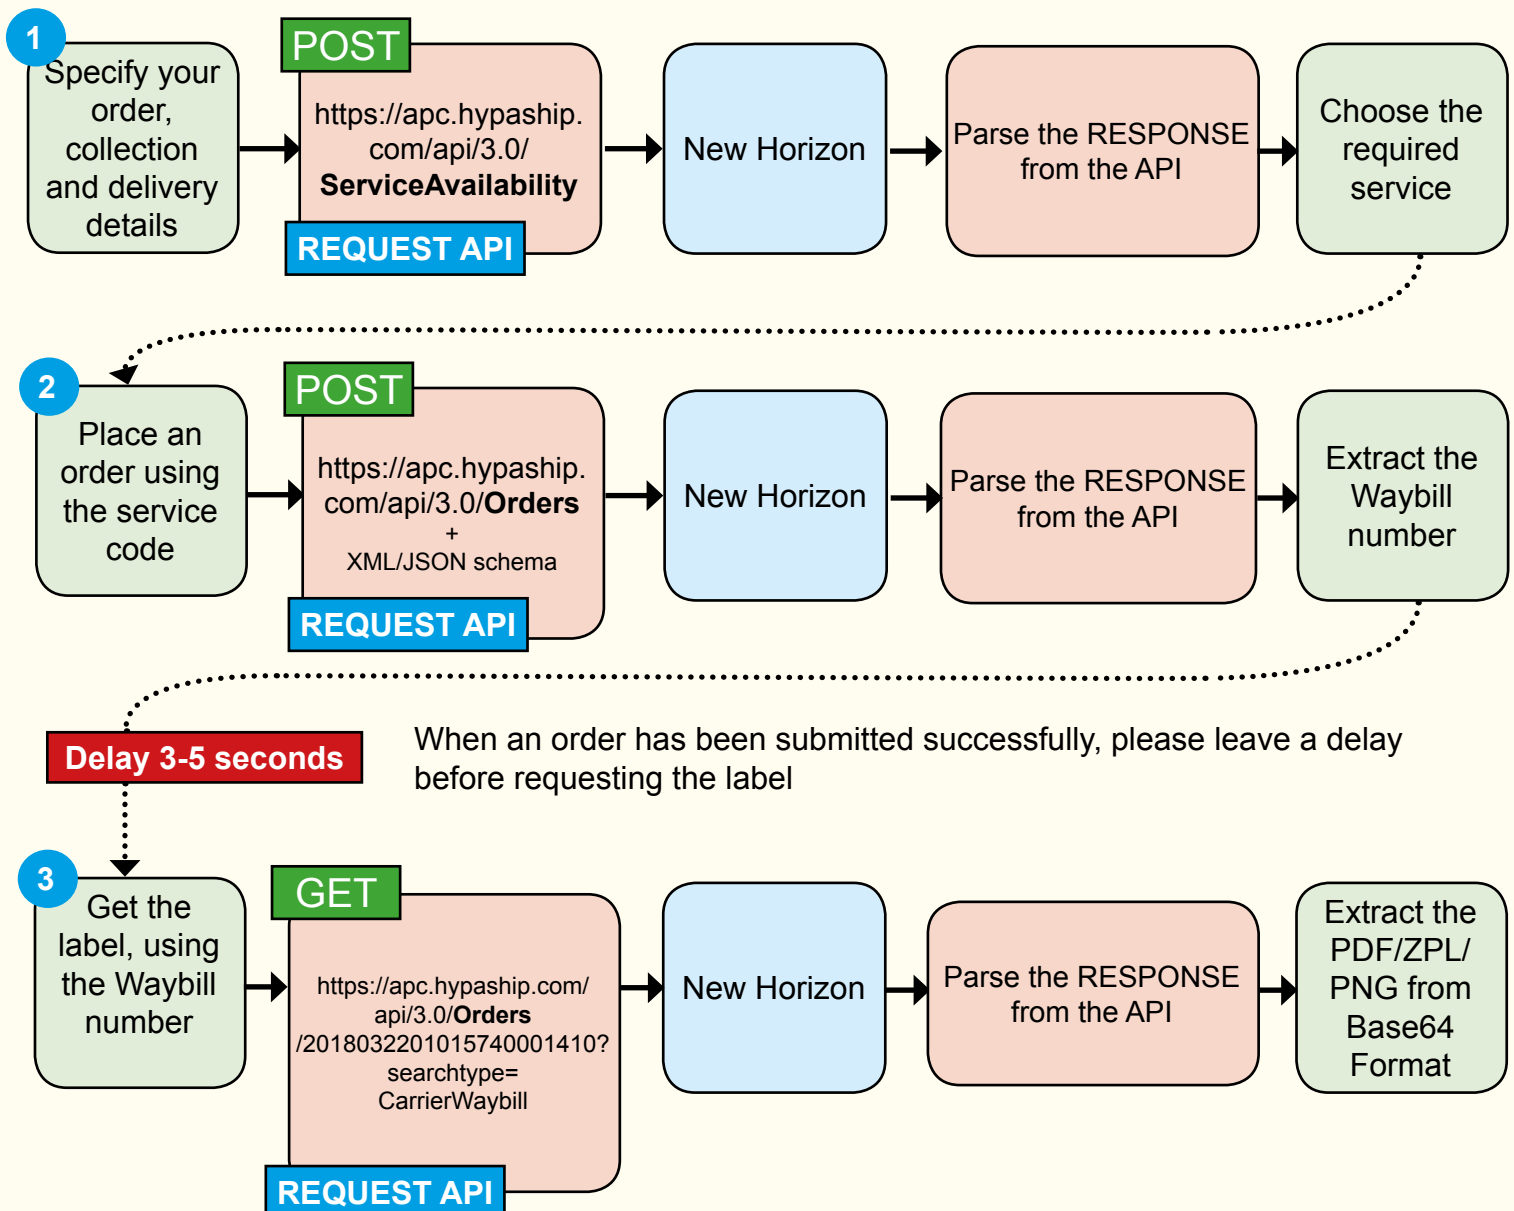 1
Specify your
order,
collection
and delivery
details
POST
https://apc.hypaship.
com/api/3.0/
ServiceAvailability
REQUEST API
New Horizon
Parse the RESPONSE
from the API
Choose the
required
service
2
Place an
order using
the service
code
POST
https://apc.hypaship.
com/api/3.0/Orders
+
XML/JSON schema
REQUEST API
New Horizon
Parse the RESPONSE
from the API
Extract the
Waybill
number
Delay 3-5 seconds
When an order has been submitted successfully, please leave a delay
before requesting the label
3
Get the
label, using
the Waybill
number
GET
https://apc.hypaship.com/
api/3.0/Orders
/2018032201015740001410?
searchtype=
CarrierWaybill
REQUEST API
New Horizon
Parse the RESPONSE
from the API
Extract the
PDF/ZPL/
PNG from
Base64
Format